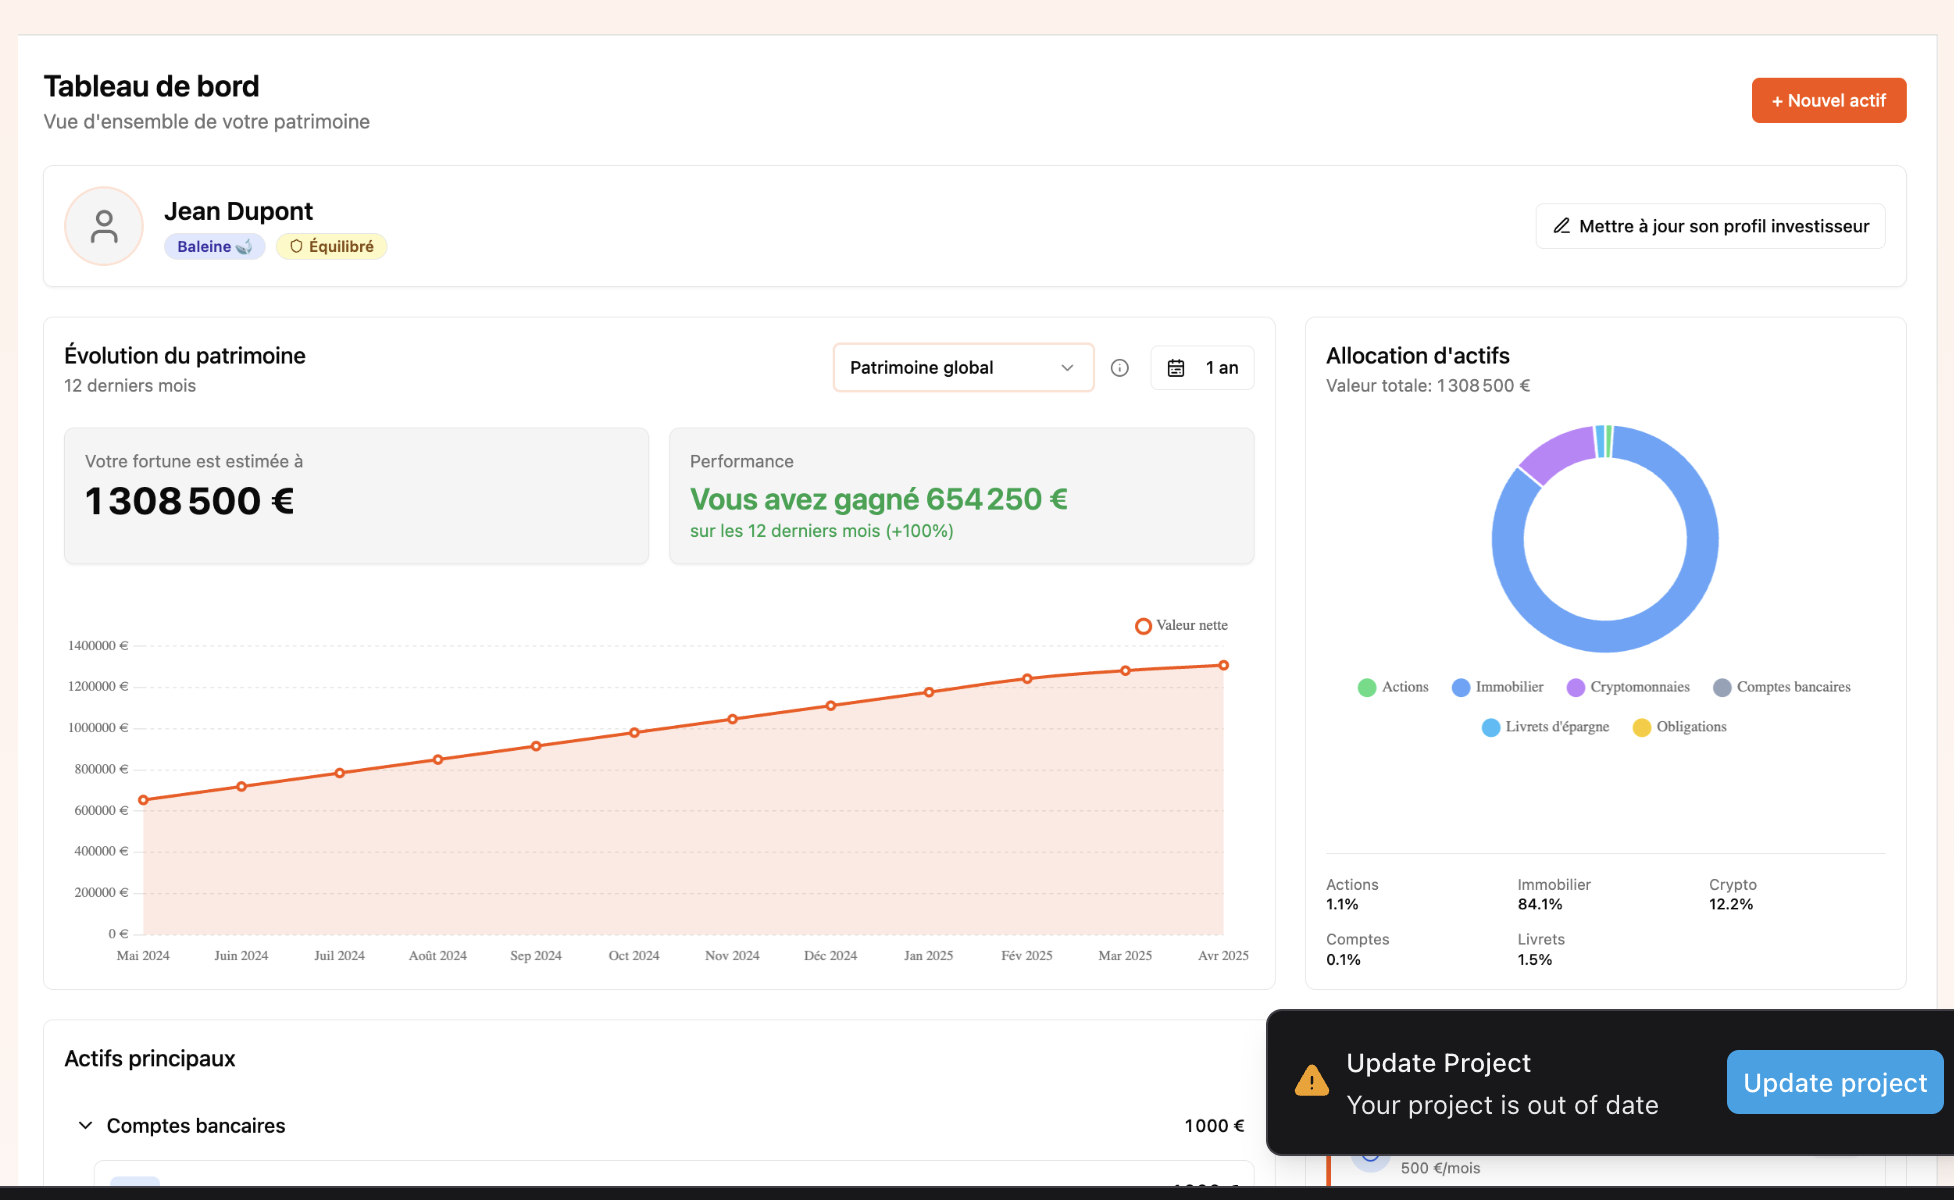 Tableau de bord
Vue d'ensemble de votre patrimoine
+ Nouvel actif
Jean Dupont
Baleine
Équilibré
Mettre à jour son profil investisseur
Évolution du patrimoine
12 derniers mois
Patrimoine global
1 an
Votre fortune est estimée à
1 308 500 €
Performance
Vous avez gagné 654 250 €
sur les 12 derniers mois (+100%)
Valeur nette
1400000 €
1200000 €
1000000 €
800000 €
600000 €
400000 €
200000 €
0 €
Mai 2024 Juin 2024 Juil 2024 Août 2024 Sep 2024 Oct 2024 Nov 2024 Déc 2024 Jan 2025 Fév 2025 Mar 2025 Avr 2025
Allocation d'actifs
Valeur totale: 1 308 500 €
Actions Immobilier Cryptomonnaies Comptes bancaires
Livrets d'épargne Obligations
Actions Immobilier Crypto
1.1% 84.1% 12.2%
Comptes Livrets
0.1% 1.5%
Actifs principaux
Comptes bancaires
1 000 €
Update Project
Your project is out of date
Update project
500 €/mois